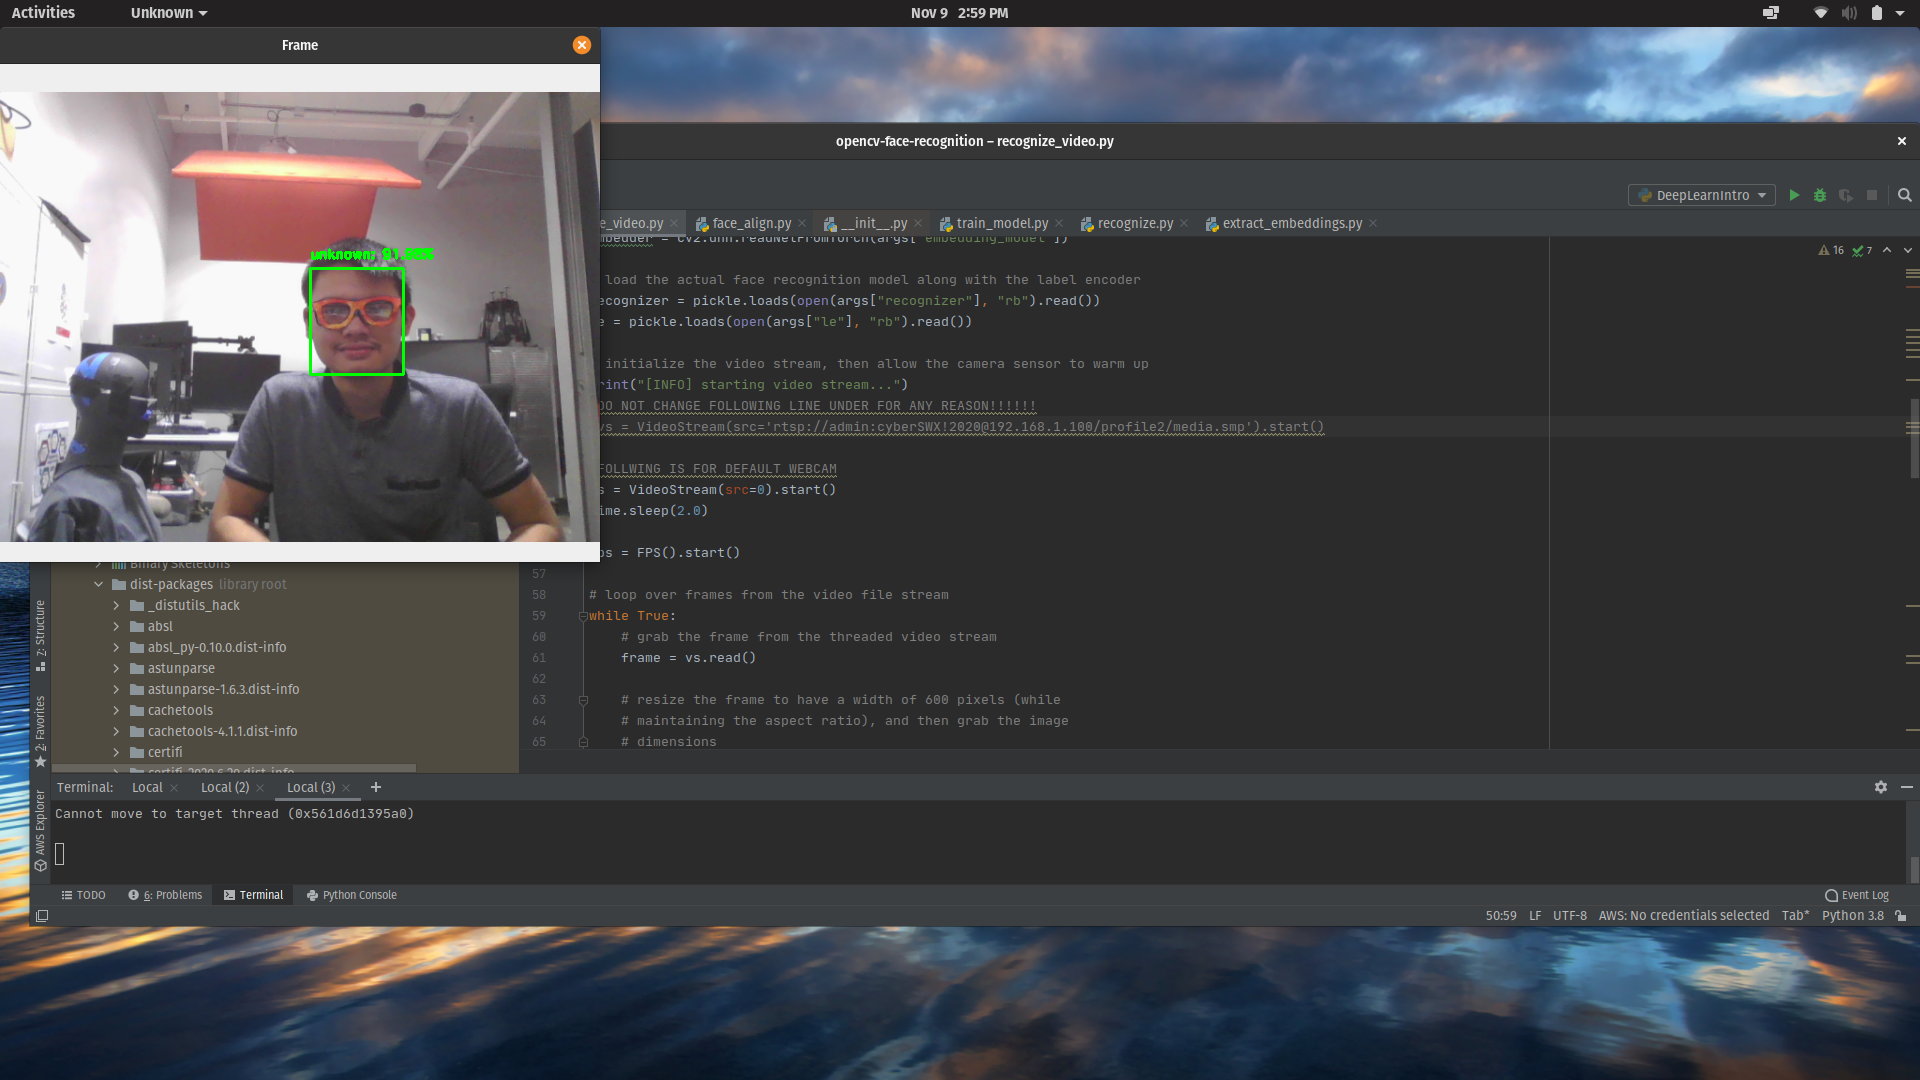 Activities
Unknown
Nov 9 2:59 PM
Frame
unknown: 91.
opencv-face-recognition – recognize_video.py
DeepLearnIntro
e_video.py
face_align.py
__init__.py
train_model.py
recognize.py
extract_embeddings.py
16
7
load the actual face recognition model along with the label encoder
ecognizer = pickle.loads(open(args["recognizer"], "rb").read())
e = pickle.loads(open(args["le"], "rb").read())
initialize the video stream, then allow the camera sensor to warm up
int("[INFO] starting video stream...")
DO NOT CHANGE FOLLOWING LINE UNDER FOR ANY REASON!!!!!!
vs = VideoStream(src='rtsp://admin:cyberSWX!2020@192.168.1.100/profile2/media.smp').start()
FOLLWING IS FOR DEFAULT WEBCAM
s = VideoStream(src=0).start()
ime.sleep(2.0)
ps = FPS().start()
57
58 # loop over frames from the video file stream
59 while True:
60 # grab the frame from the threaded video stream
61 frame = vs.read()
62
63 # resize the frame to have a width of 600 pixels (while
64 # maintaining the aspect ratio), and then grab the image
65 # dimensions
Binary Skeletons
dist-packages library root
_distutils_hack
absl
absl_py-0.10.0.dist-info
astunparse
astunparse-1.6.3.dist-info
cachetools
cachetools-4.1.1.dist-info
certifi
certifi-2020.6.20.dist-info
7: Structure
2: Favorites
AWS Explorer
Terminal: Local Local (2) Local (3) +
Cannot move to target thread (0x561d6d1395a0)
TODO 6: Problems Terminal Python Console Event Log
50:59 LF UTF-8 AWS: No credentials selected Tab* Python 3.8